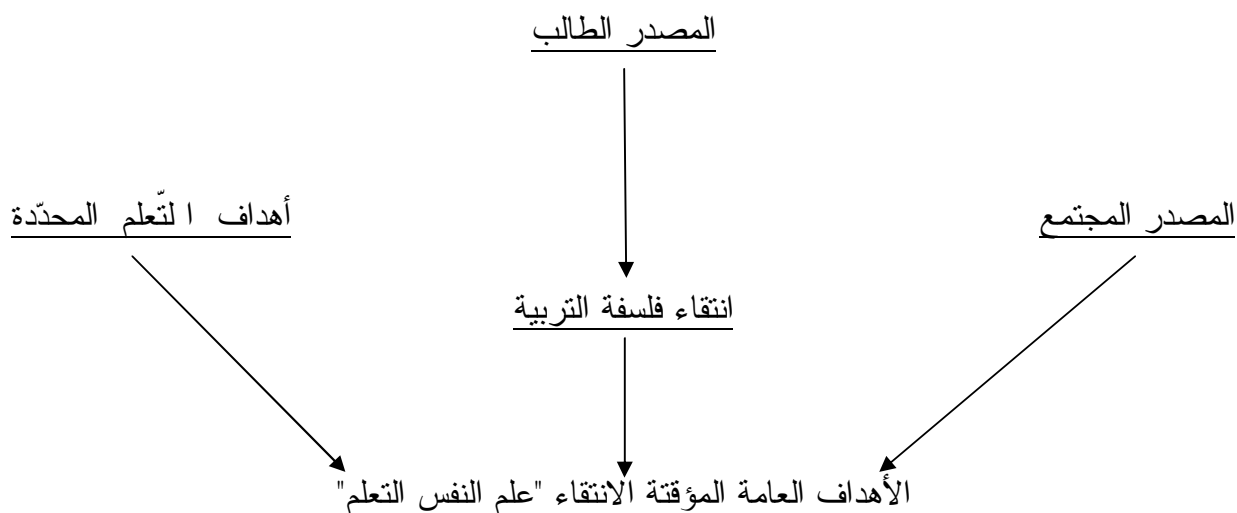 المصدر الطالب
المصدر المجتمع
أهداف ا لتّعلم المحدّدة
انتقاء فلسفة التربية
الأهداف العامة المؤقتة الانتقاء "علم النفس التعلم"